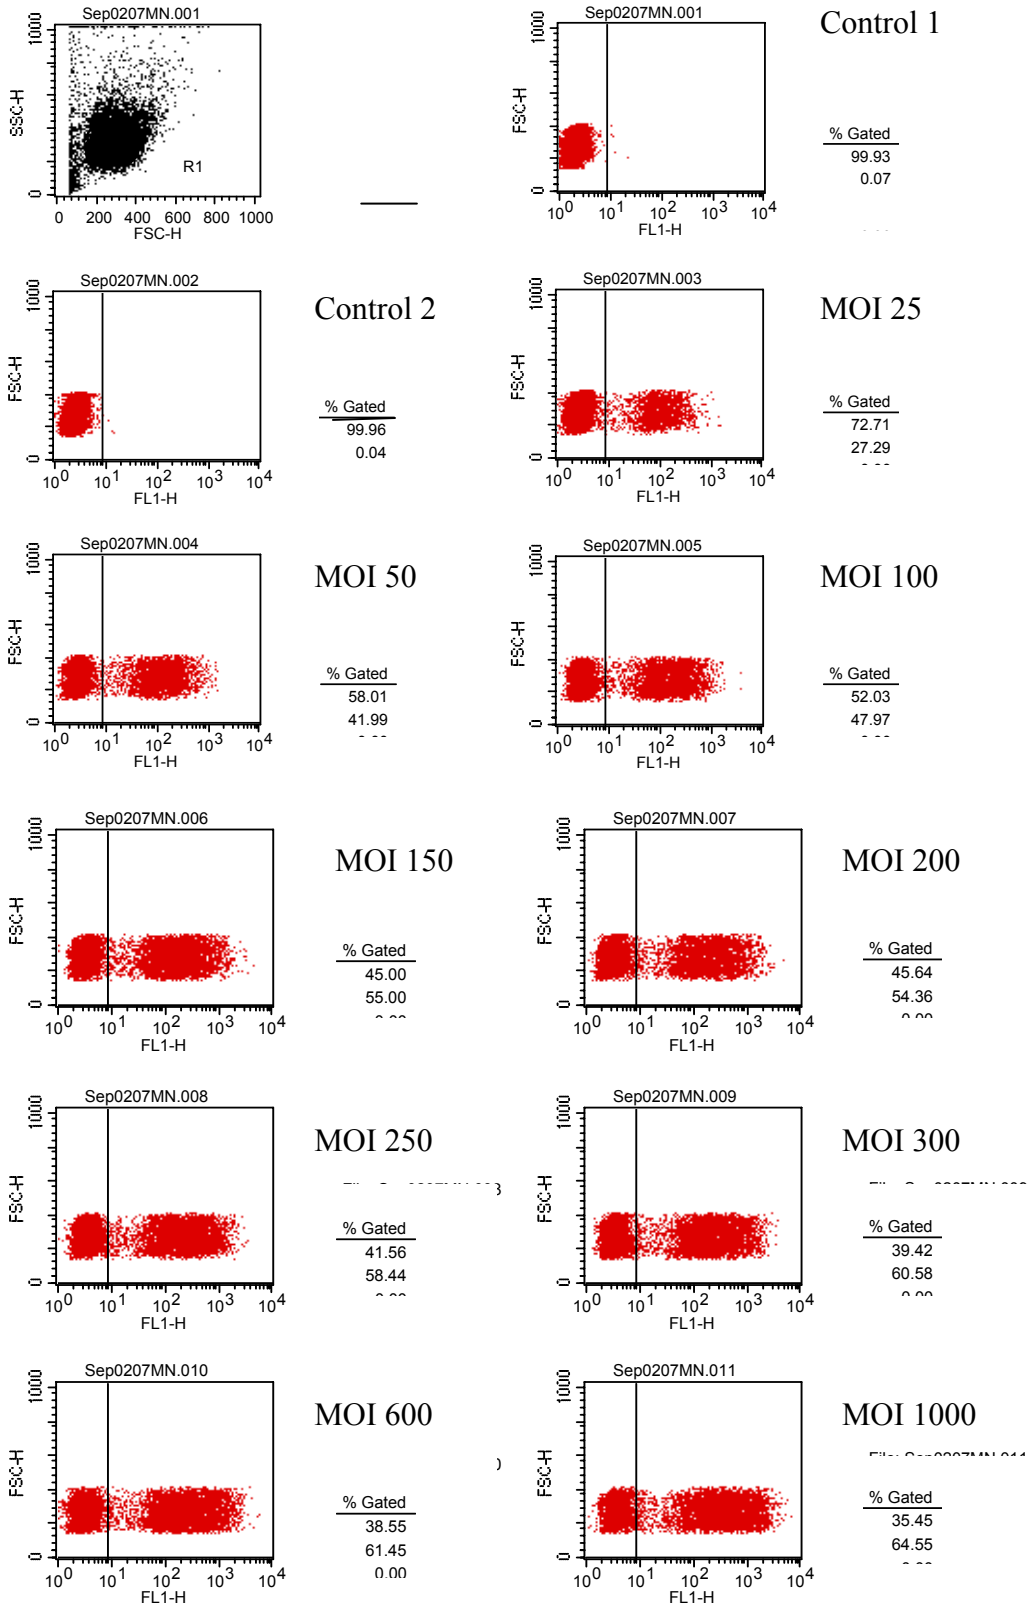 Sep0207MN.001
1000
SSC-H
0
R1
0 200 400 600 800 1000
FSC-H
Sep0207MN.001
Control 1
1000
FSC-H
0
% Gated
99.93
0.07
10^0 10^1 10^2 10^3 10^4
FL1-H
Sep0207MN.002
Control 2
1000
FSC-H
0
% Gated
99.96
0.04
10^0 10^1 10^2 10^3 10^4
FL1-H
Sep0207MN.003
MOI 25
1000
FSC-H
0
% Gated
72.71
27.29
10^0 10^1 10^2 10^3 10^4
FL1-H
Sep0207MN.004
MOI 50
1000
FSC-H
0
% Gated
58.01
41.99
10^0 10^1 10^2 10^3 10^4
FL1-H
Sep0207MN.005
MOI 100
1000
FSC-H
0
% Gated
52.03
47.97
10^0 10^1 10^2 10^3 10^4
FL1-H
Sep0207MN.006
MOI 150
1000
FSC-H
0
% Gated
45.00
55.00
10^0 10^1 10^2 10^3 10^4
FL1-H
Sep0207MN.007
MOI 200
1000
FSC-H
0
% Gated
45.64
54.36
10^0 10^1 10^2 10^3 10^4
FL1-H
Sep0207MN.008
MOI 250
1000
FSC-H
0
% Gated
41.56
58.44
10^0 10^1 10^2 10^3 10^4
FL1-H
Sep0207MN.009
MOI 300
1000
FSC-H
0
% Gated
39.42
60.58
10^0 10^1 10^2 10^3 10^4
FL1-H
Sep0207MN.010
MOI 600
1000
FSC-H
0
% Gated
38.55
61.45
0.00
10^0 10^1 10^2 10^3 10^4
FL1-H
Sep0207MN.011
MOI 1000
1000
FSC-H
0
% Gated
35.45
64.55
10^0 10^1 10^2 10^3 10^4
FL1-H